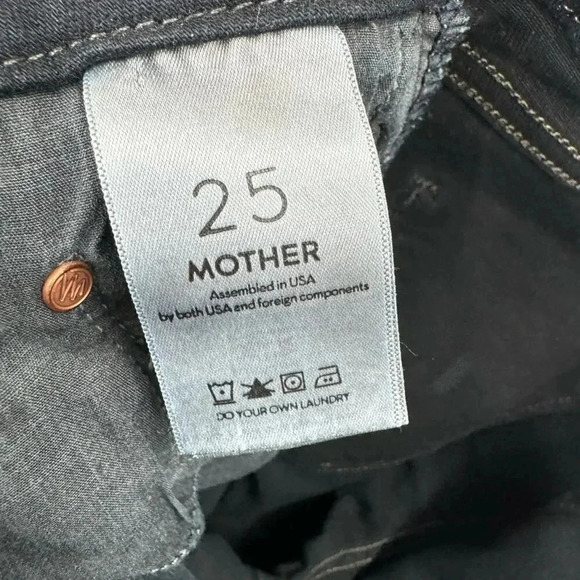 25
MOTHER
Assembled in USA
by both USA and foreign components
DO YOUR OWN LAUNDRY